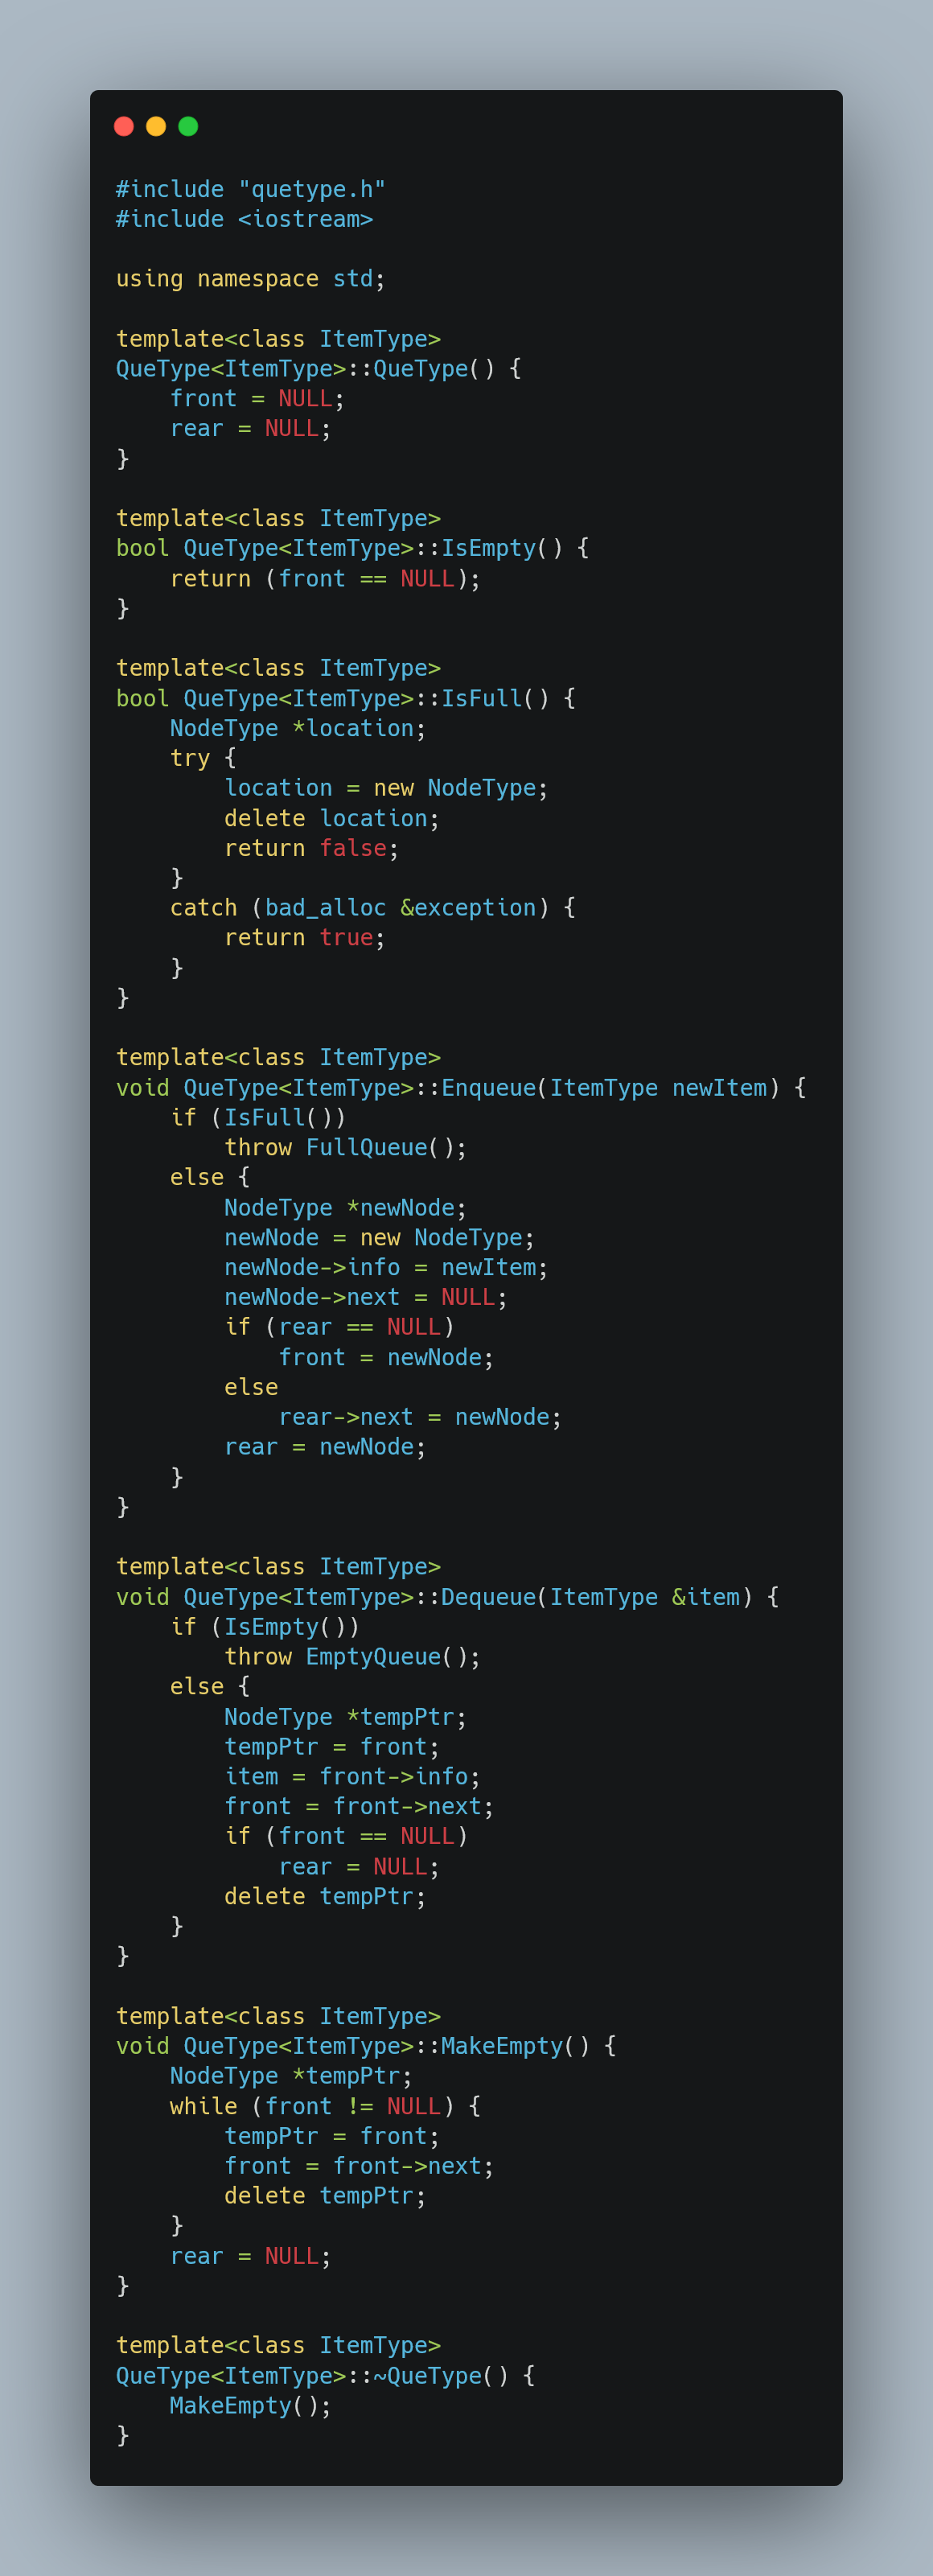 #include "quetype.h"
#include <iostream>

using namespace std;

template<class ItemType>
QueType<ItemType>::QueType() {
    front = NULL;
    rear = NULL;
}

template<class ItemType>
bool QueType<ItemType>::IsEmpty() {
    return (front == NULL);
}

template<class ItemType>
bool QueType<ItemType>::IsFull() {
    NodeType *location;
    try {
        location = new NodeType;
        delete location;
        return false;
    }
    catch (bad_alloc &exception) {
        return true;
    }
}

template<class ItemType>
void QueType<ItemType>::Enqueue(ItemType newItem) {
    if (IsFull())
        throw FullQueue();
    else {
        NodeType *newNode;
        newNode = new NodeType;
        newNode->info = newItem;
        newNode->next = NULL;
        if (rear == NULL)
            front = newNode;
        else
            rear->next = newNode;
        rear = newNode;
    }
}

template<class ItemType>
void QueType<ItemType>::Dequeue(ItemType &item) {
    if (IsEmpty())
        throw EmptyQueue();
    else {
        NodeType *tempPtr;
        tempPtr = front;
        item = front->info;
        front = front->next;
        if (front == NULL)
            rear = NULL;
        delete tempPtr;
    }
}

template<class ItemType>
void QueType<ItemType>::MakeEmpty() {
    NodeType *tempPtr;
    while (front != NULL) {
        tempPtr = front;
        front = front->next;
        delete tempPtr;
    }
    rear = NULL;
}

template<class ItemType>
QueType<ItemType>::~QueType() {
    MakeEmpty();
}